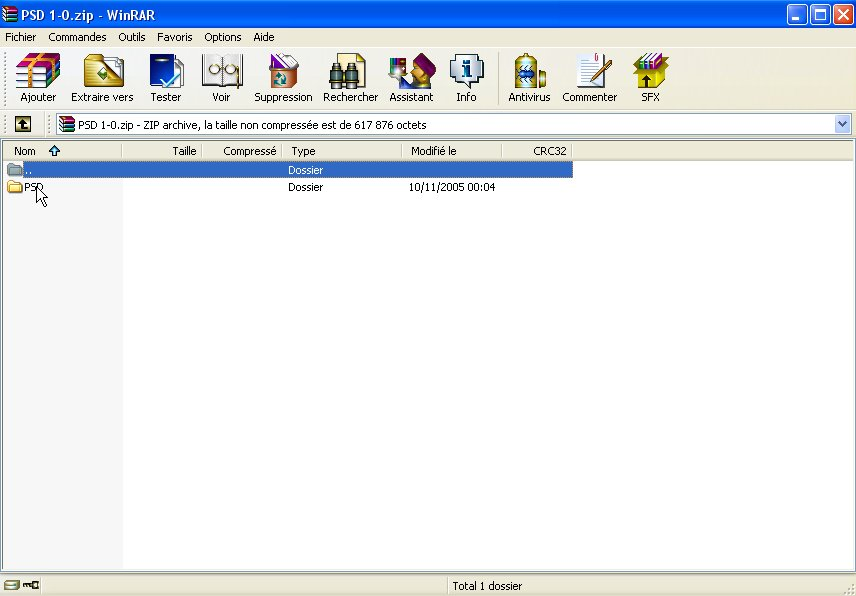 PSD 1-0.zip - WinRAR
Fichier Commandes Outils Favoris Options Aide
Ajouter Extraire vers Tester Voir Suppression Rechercher Assistant Info Antivirus Commenter SFX
PSD 1-0.zip - ZIP archive, la taille non compressée est de 617 876 octets
Nom Taille Compressé Type Modifié le CRC32
.. Dossier
PSD Dossier 10/11/2005 00:04
Total 1 dossier